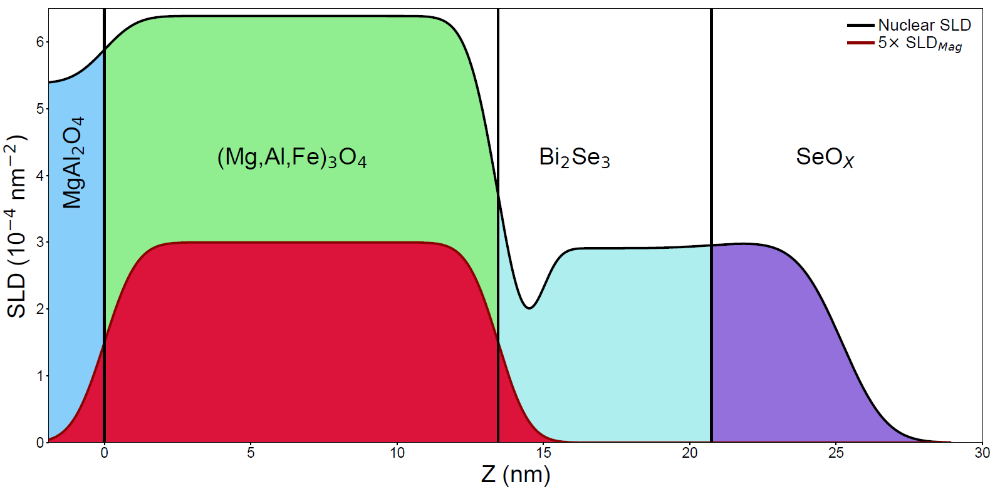 Nuclear SLD
5× SLD_Mag
MgAl₂O₄
(Mg,Al,Fe)₃O₄
Bi₂Se₃
SeOₓ
SLD (10⁻⁴ nm⁻²)
6
5
4
3
2
1
0
0 5 10 15 20 25 30
Z (nm)